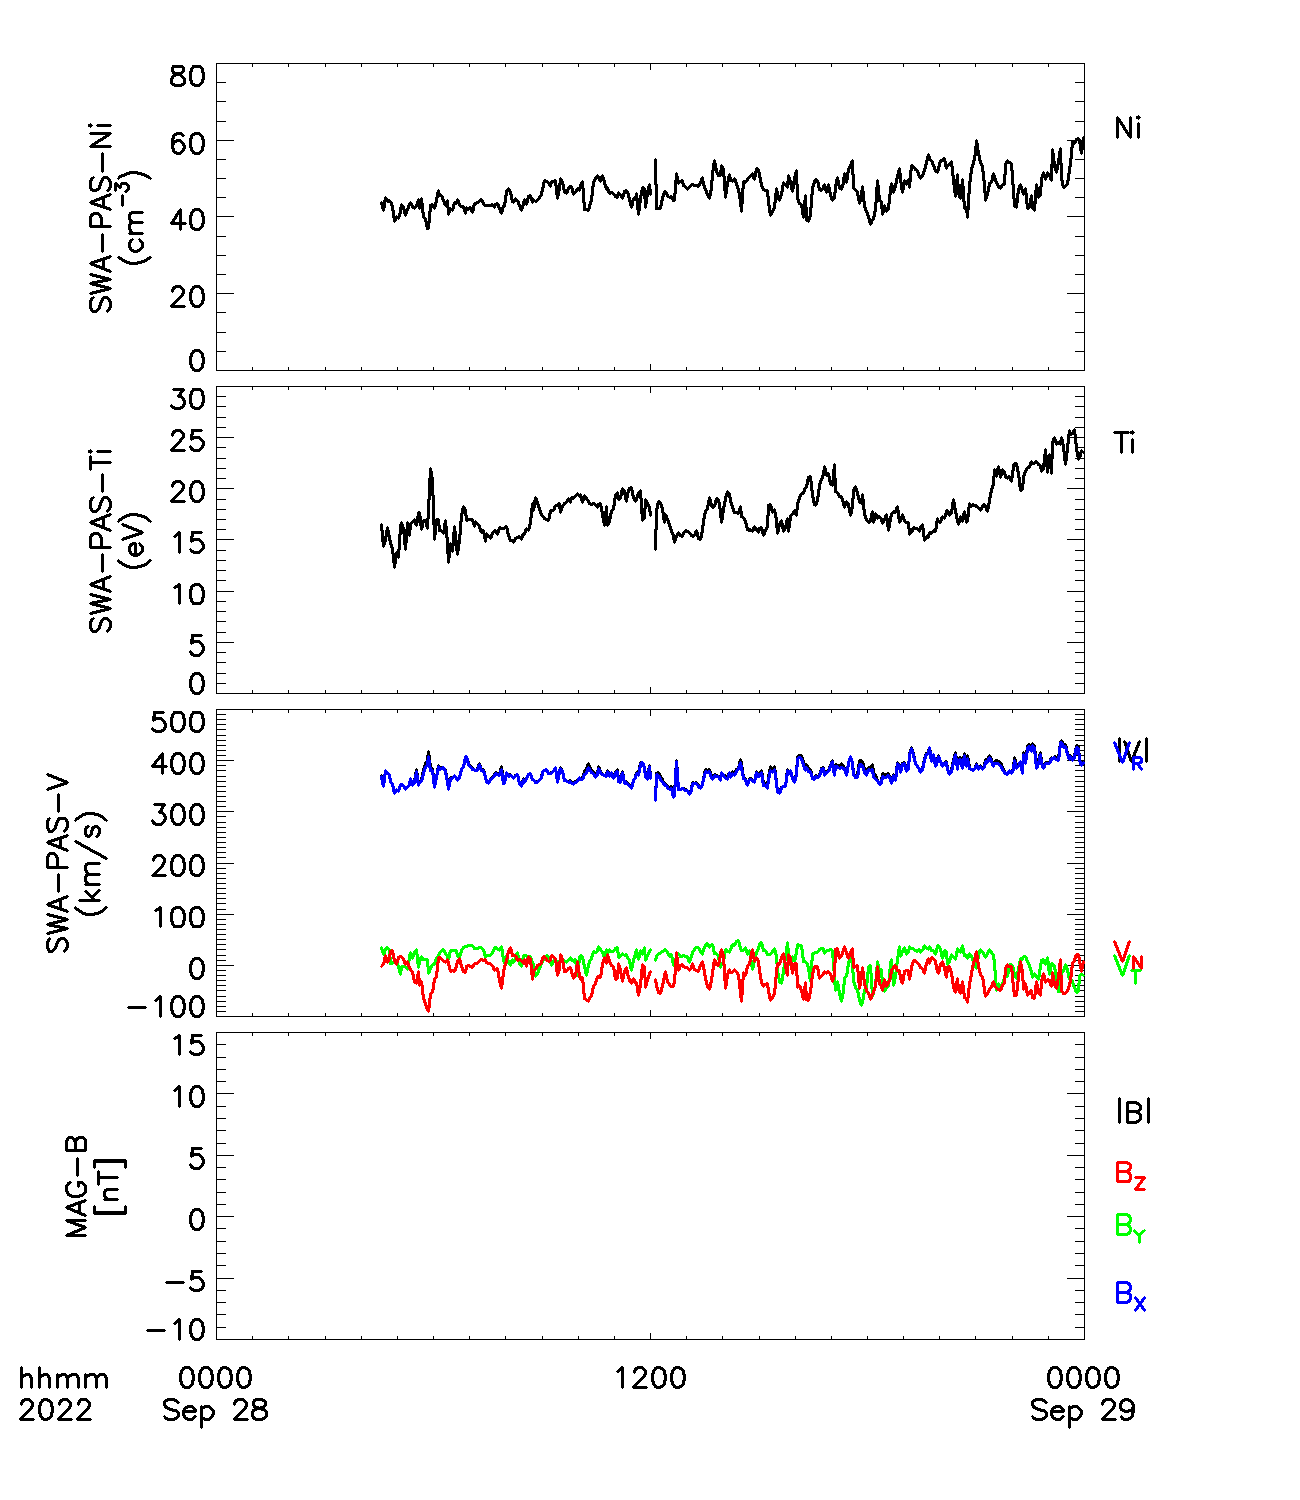 SWA-PAS-Ni
(cm⁻³)
80
60
40
20
0
Ni
SWA-PAS-Ti
(eV)
30
25
20
15
10
5
0
Ti
SWA-PAS-V
(km/s)
500
400
300
200
100
0
-100
|V|
V_R
V_N
V_T
MAG-B
[nT]
15
10
5
0
-5
-10
|B|
B_Z
B_Y
B_X
hhmm 0000 1200 0000
2022 Sep 28 Sep 29